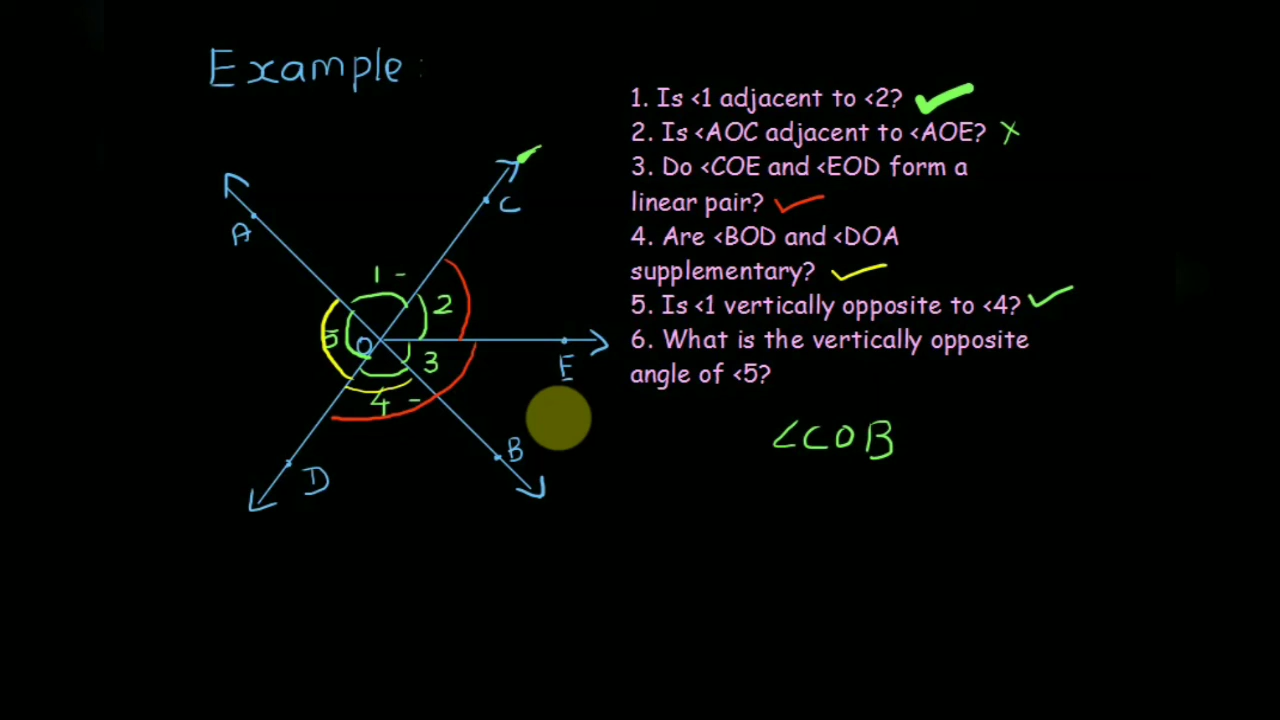 Example:
1. Is <1 adjacent to <2?
2. Is <AOC adjacent to <AOE?
3. Do <COE and <EOD form a
linear pair?
4. Are <BOD and <DOA
supplementary?
5. Is <1 vertically opposite to <4?
6. What is the vertically opposite
angle of <5?
<COB
A
C
1
2
5
O
3
E
4
B
D